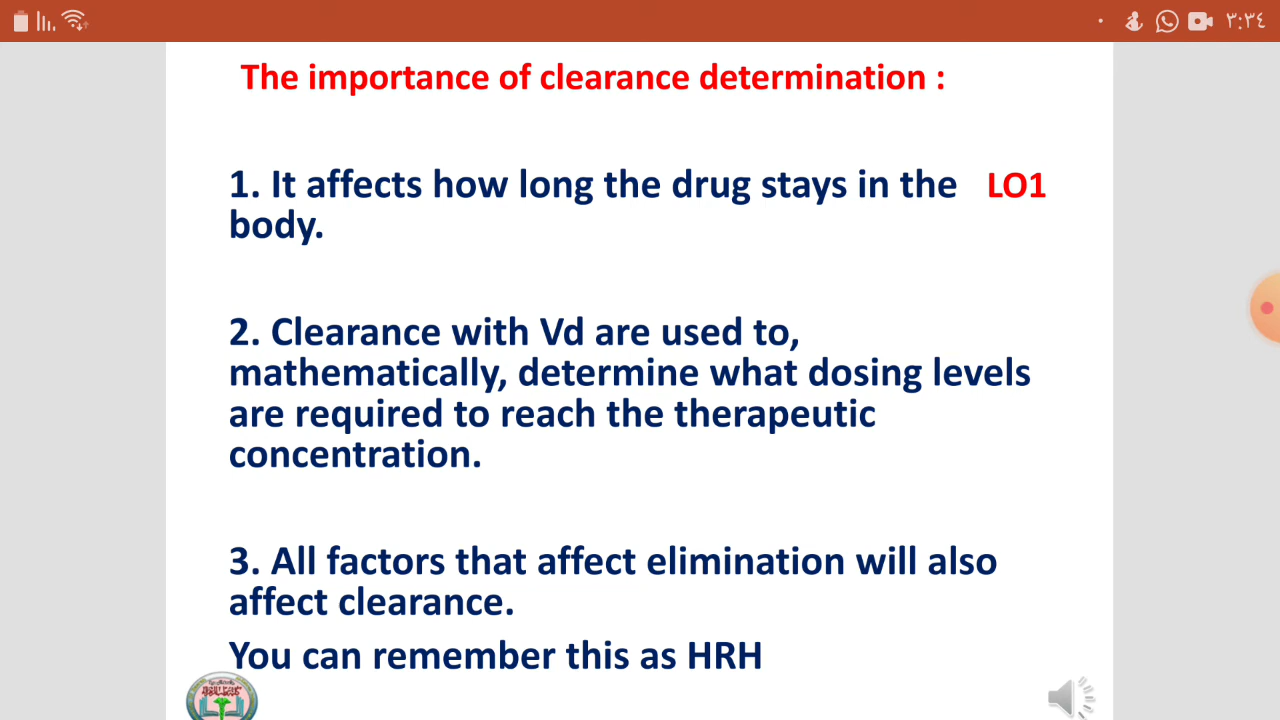 ٣:٣٤
The importance of clearance determination :
1. It affects how long the drug stays in the LO1
body.
2. Clearance with Vd are used to,
mathematically, determine what dosing levels
are required to reach the therapeutic
concentration.
3. All factors that affect elimination will also
affect clearance.
You can remember this as HRH